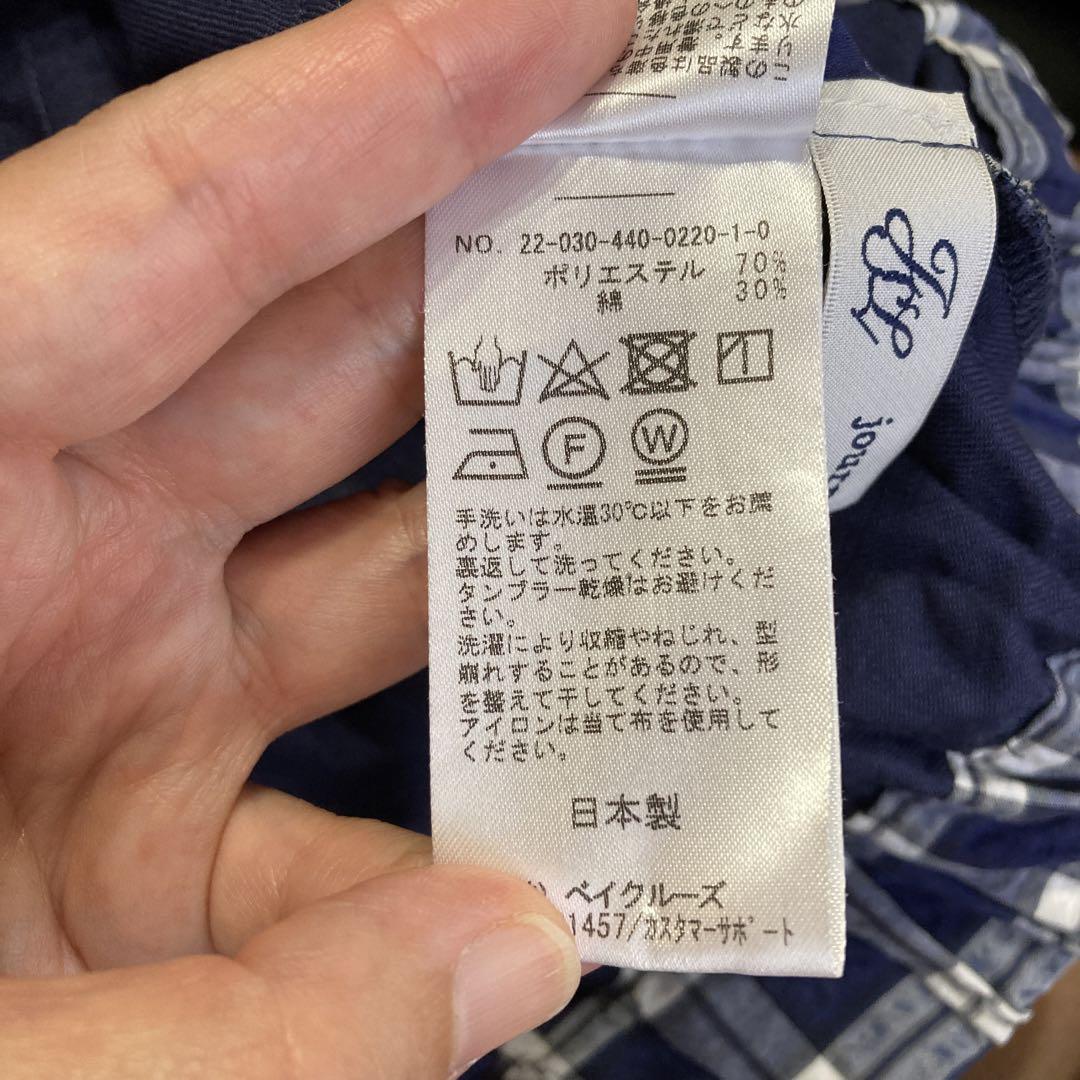 NO. 22-030-440-0220-1-0
ポリエステル 70%
綿 30%
F
W
手洗いは水温30℃以下をお薦
めします。
裏返して洗ってください。
タンブラー乾燥はお避けくだ
さい。
洗濯により収縮やねじれ、型
崩れすることがあるので、形
を整えて干してください。
アイロンは当て布を使用して
ください。
日本製
ベイクルーズ
1457/カスタマーサポート